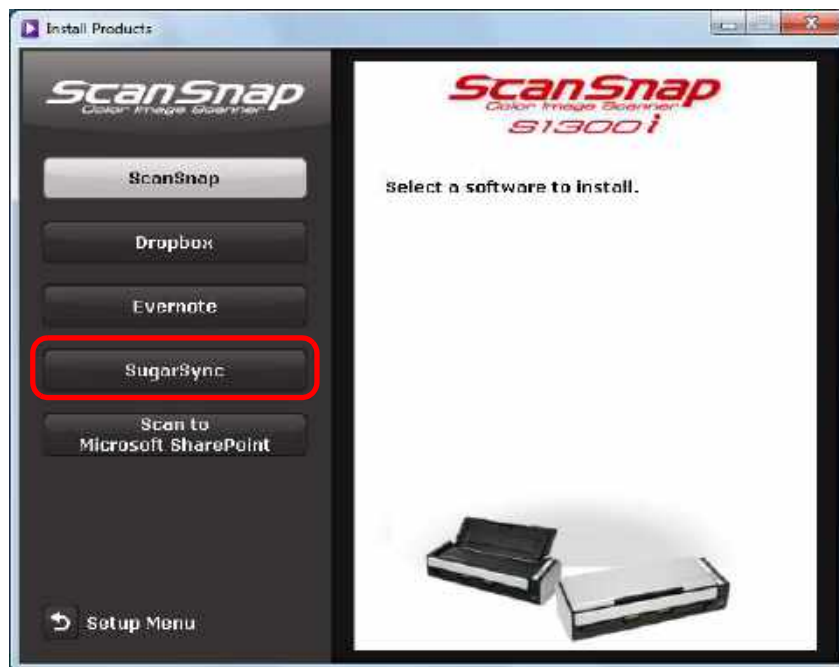 Install Products
ScanSnap
Color Image Scanner
ScanSnap
Color Image Scanner
S1300i
ScanSnap
Select a software to install.
Dropbox
Evernote
SugarSync
Scan to
Microsoft SharePoint
Setup Menu